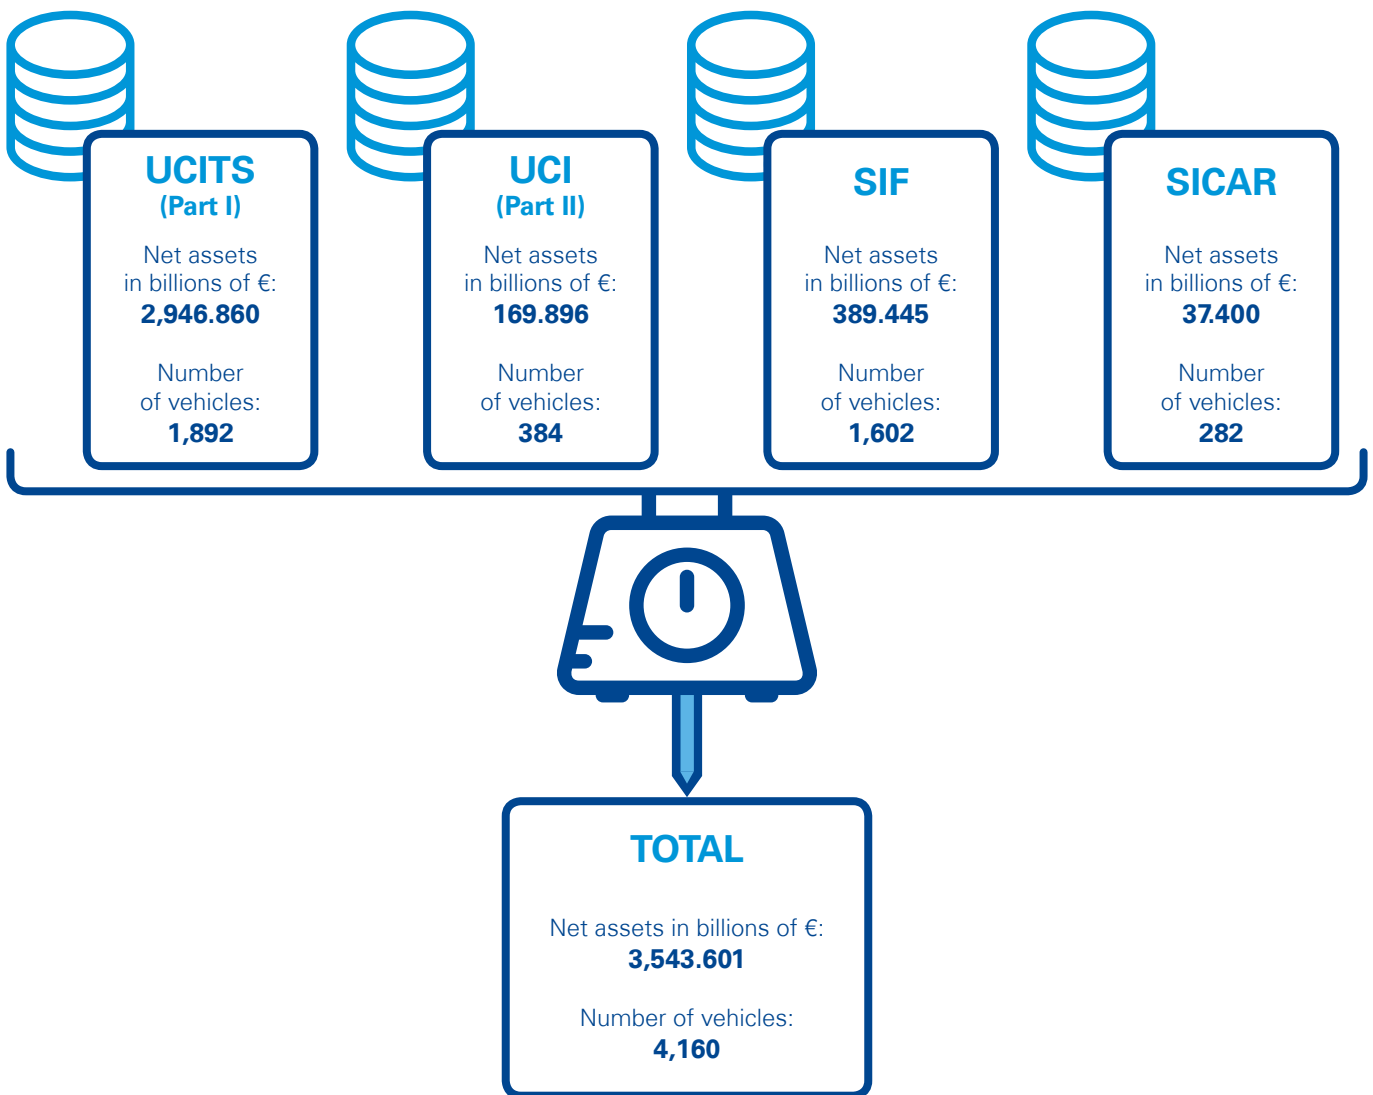 UCITS
(Part I)
Net assets
in billions of €:
2,946.860
Number
of vehicles:
1,892
UCI
(Part II)
Net assets
in billions of €:
169.896
Number
of vehicles:
384
SIF
Net assets
in billions of €:
389.445
Number
of vehicles:
1,602
SICAR
Net assets
in billions of €:
37.400
Number
of vehicles:
282
TOTAL
Net assets in billions of €:
3,543.601
Number of vehicles:
4,160